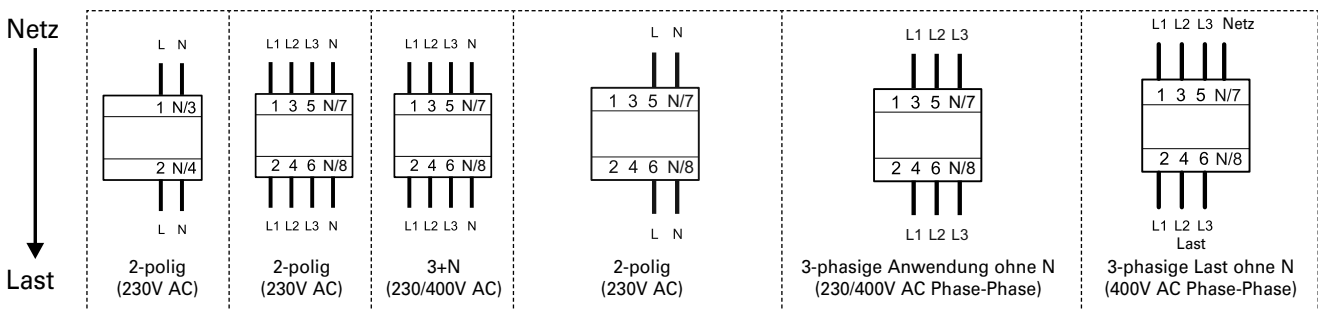 Netz
Last
L N
1 N/3
2 N/4
L N
2-polig
(230V AC)
L1 L2 L3 N
1 3 5 N/7
2 4 6 N/8
L1 L2 L3 N
2-polig
(230V AC)
L1 L2 L3 N
1 3 5 N/7
2 4 6 N/8
L1 L2 L3 N
3+N
(230/400V AC)
L N
1 3 5 N/7
2 4 6 N/8
L N
2-polig
(230V AC)
L1 L2 L3
1 3 5 N/7
2 4 6 N/8
L1 L2 L3
3-phasige Anwendung ohne N
(230/400V AC Phase-Phase)
L1 L2 L3 Netz
1 3 5 N/7
2 4 6 N/8
L1 L2 L3
Last
3-phasige Last ohne N
(400V AC Phase-Phase)